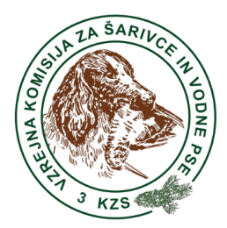 VZREJNA KOMISIJA ZA ŠARIVCE IN VODNE PSE
3 KZS